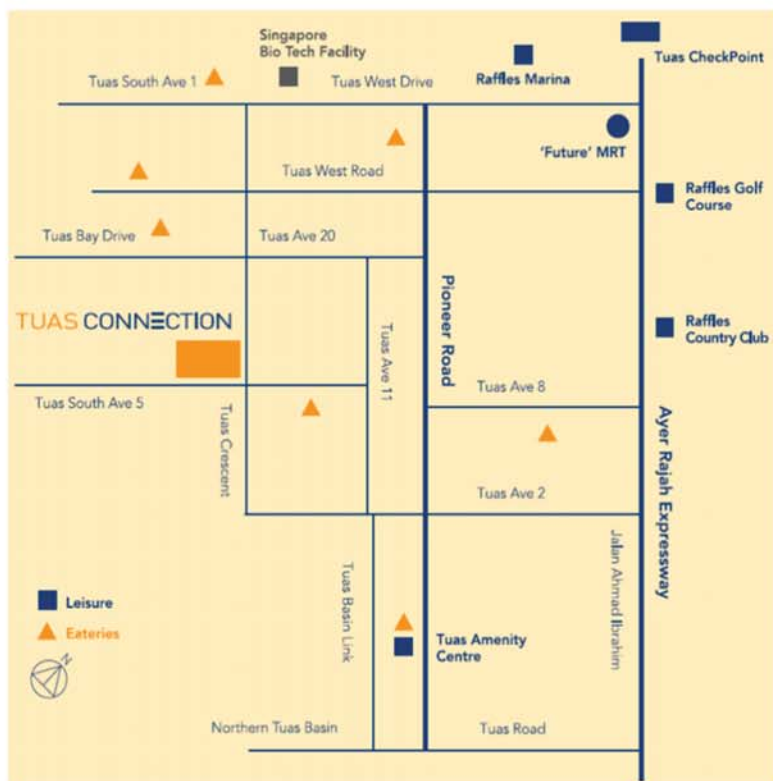 Singapore
Bio Tech Facility
Tuas CheckPoint
Tuas South Ave 1
Tuas West Drive
Raffles Marina
'Future' MRT
Tuas West Road
Raffles Golf
Course
Tuas Bay Drive
Tuas Ave 20
TUAS CONNECTION
Pioneer Road
Raffles
Country Club
Tuas Ave 11
Tuas Ave 8
Tuas South Ave 5
Tuas Crescent
Ayer Rajah Expressway
Tuas Ave 2
Jalan Ahmad Ibrahim
Tuas Basin Link
Leisure
Eateries
Tuas Amenity
Centre
N
Northern Tuas Basin
Tuas Road